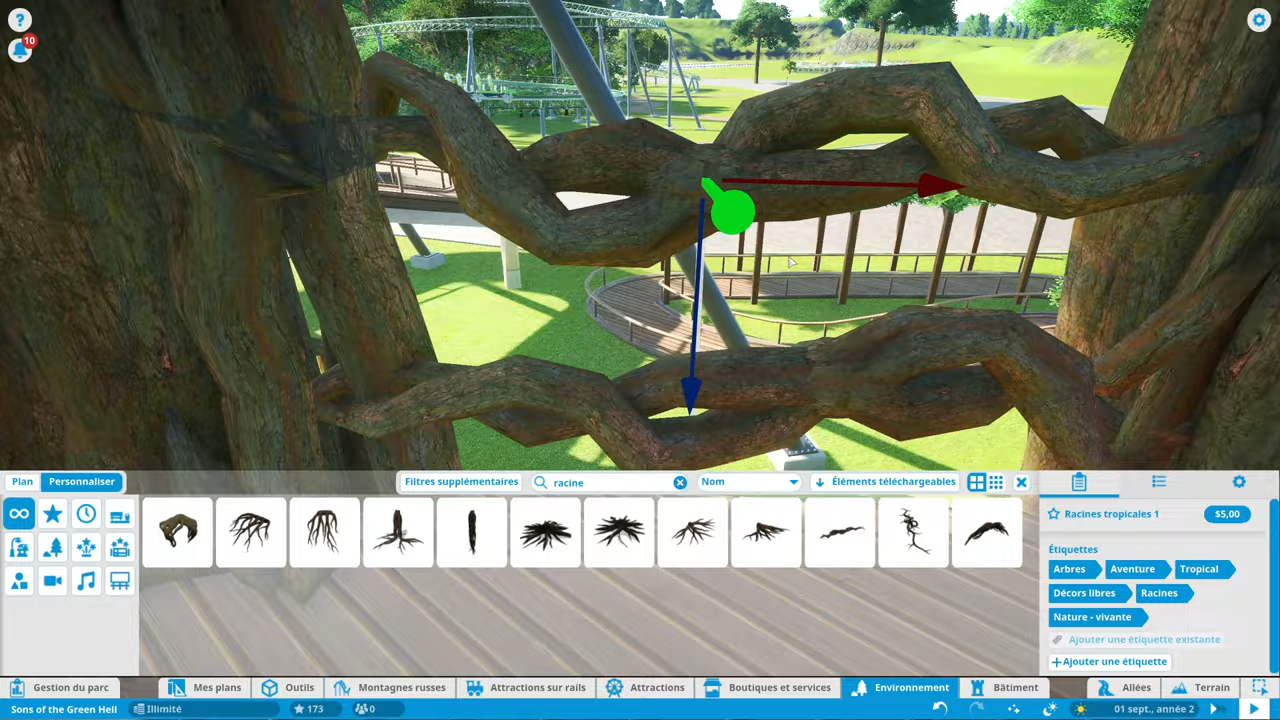 ?
10
Plan
Personnaliser
Filtres supplémentaires
racine
Nom
Éléments téléchargeables
Racines tropicales 1
$5,00
Étiquettes
Arbres
Aventure
Tropical
Décors libres
Racines
Nature - vivante
Ajouter une étiquette existante
+Ajouter une étiquette
Gestion du parc
Mes plans
Outils
Montagnes russes
Attractions sur rails
Attractions
Boutiques et services
Environnement
Bâtiment
Allées
Terrain
Sons of the Green Hell
Illimité
173
0
01 sept., année 2